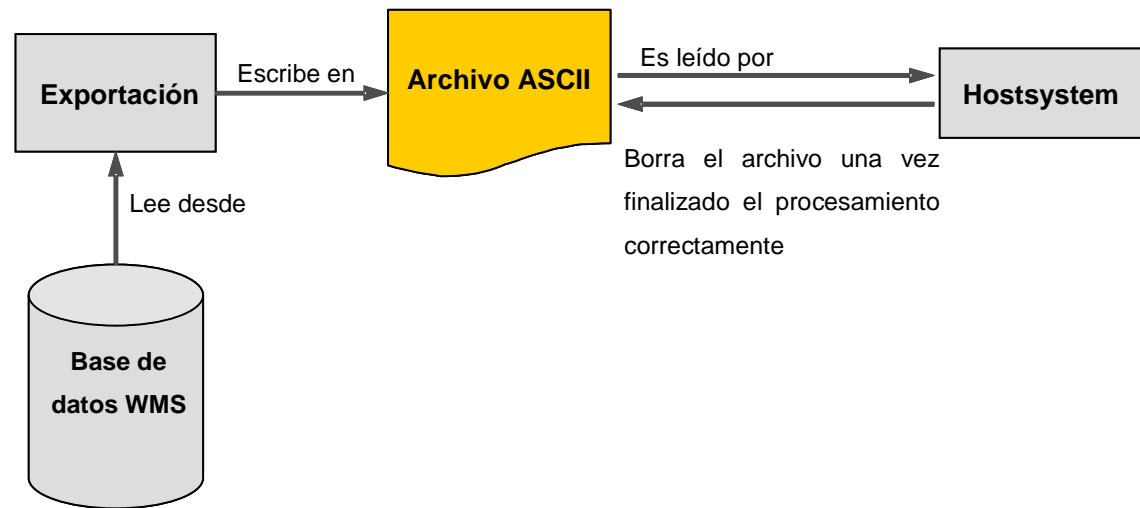 Exportación
Escribe en
Archivo ASCII
Es leído por
Hostsystem
Borra el archivo una vez
finalizado el procesamiento
correctamente
Lee desde
Base de
datos WMS